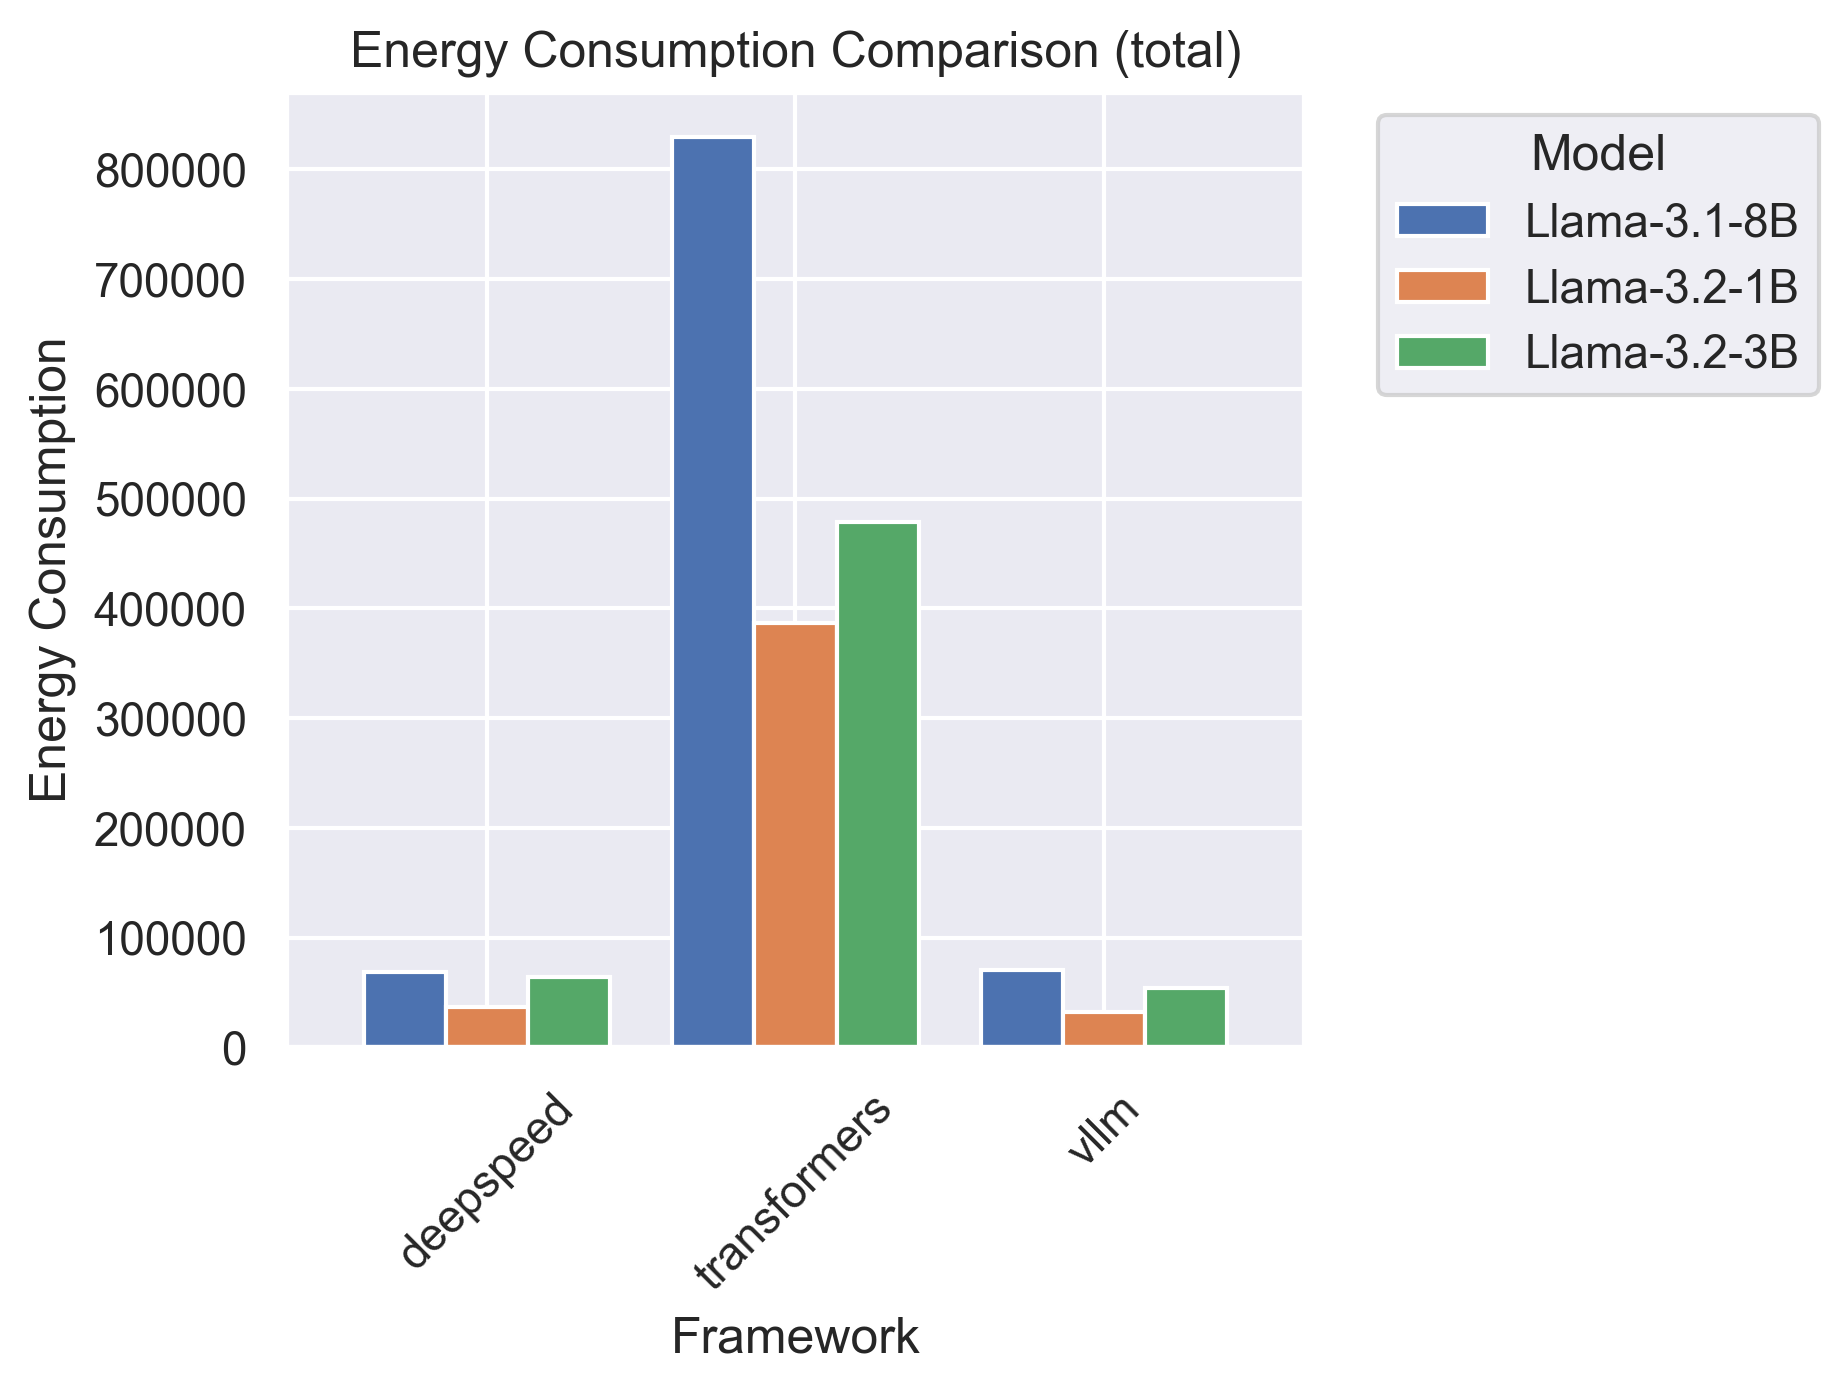 Energy Consumption Comparison (total)
Model
Llama-3.1-8B
Llama-3.2-1B
Llama-3.2-3B
Energy Consumption
800000
700000
600000
500000
400000
300000
200000
100000
0
deepspeed
transformers
vllm
Framework